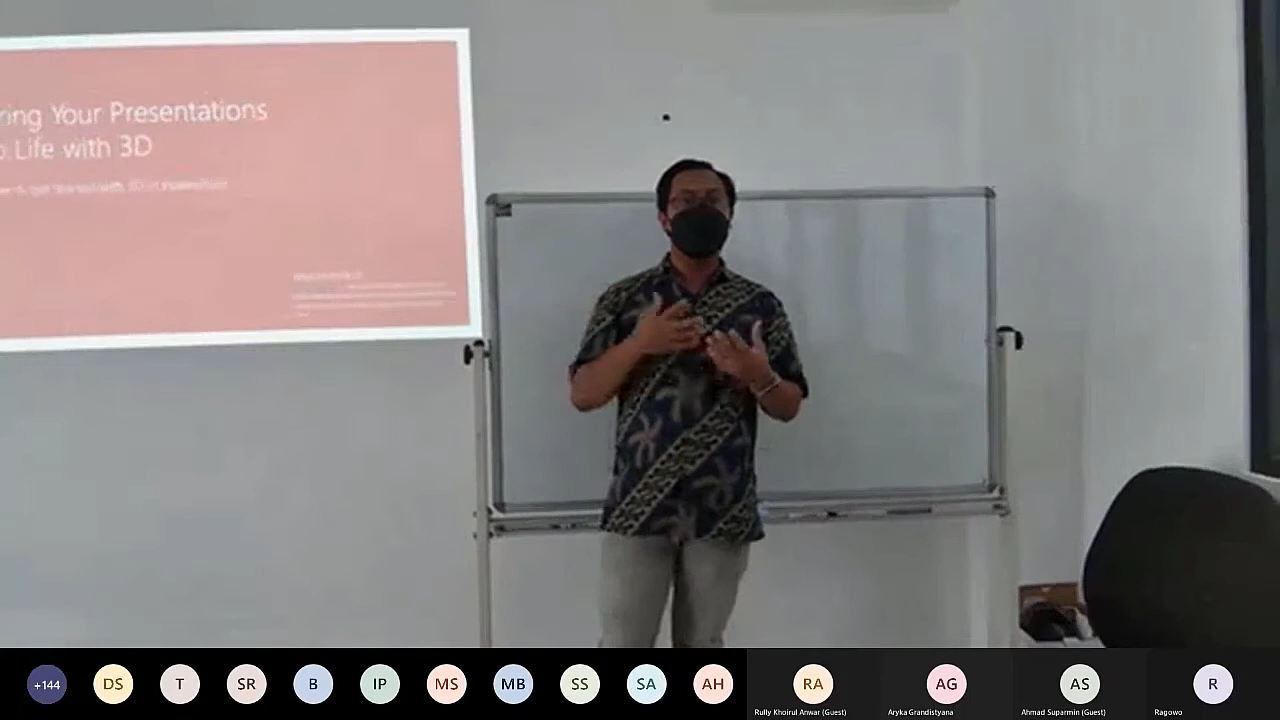 ring Your Presentations
o Life with 3D
+144
DS
T
SR
B
IP
MS
MB
SS
SA
AH
RA
AG
AS
R
Rully Khoirul Anwar (Guest)
Aryka Grandistyana
Ahmad Suparmin (Guest)
Ragowo